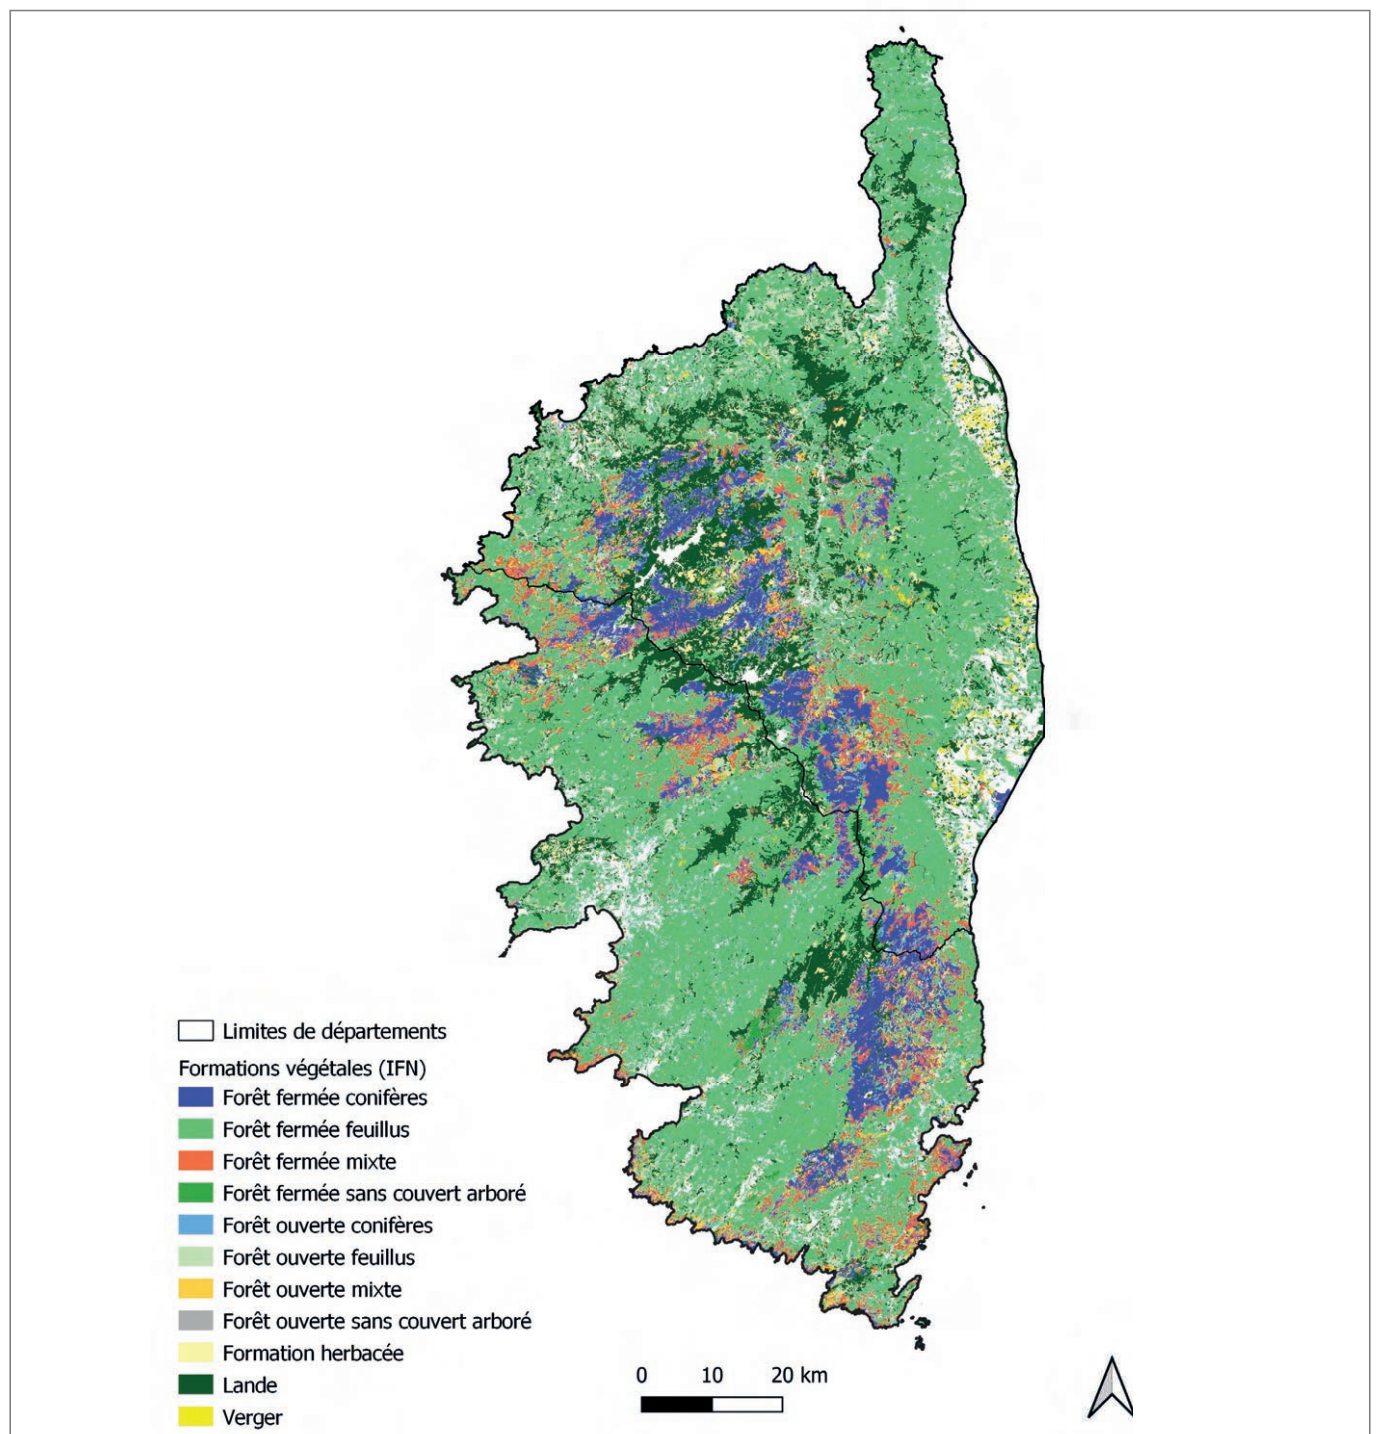 Limites de départements
Formations végétales (IFN)
Forêt fermée conifères
Forêt fermée feuillus
Forêt fermée mixte
Forêt fermée sans couvert arboré
Forêt ouverte conifères
Forêt ouverte feuillus
Forêt ouverte mixte
Forêt ouverte sans couvert arboré
Formation herbacée
Lande
Verger
0 10 20 km